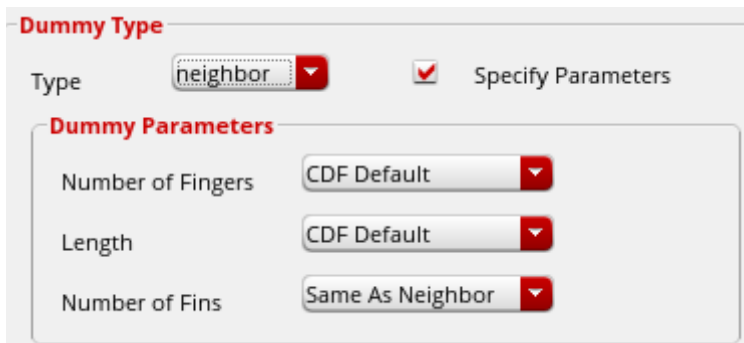 Dummy Type
Type neighbor Specify Parameters
Dummy Parameters
Number of Fingers CDF Default
Length CDF Default
Number of Fins Same As Neighbor